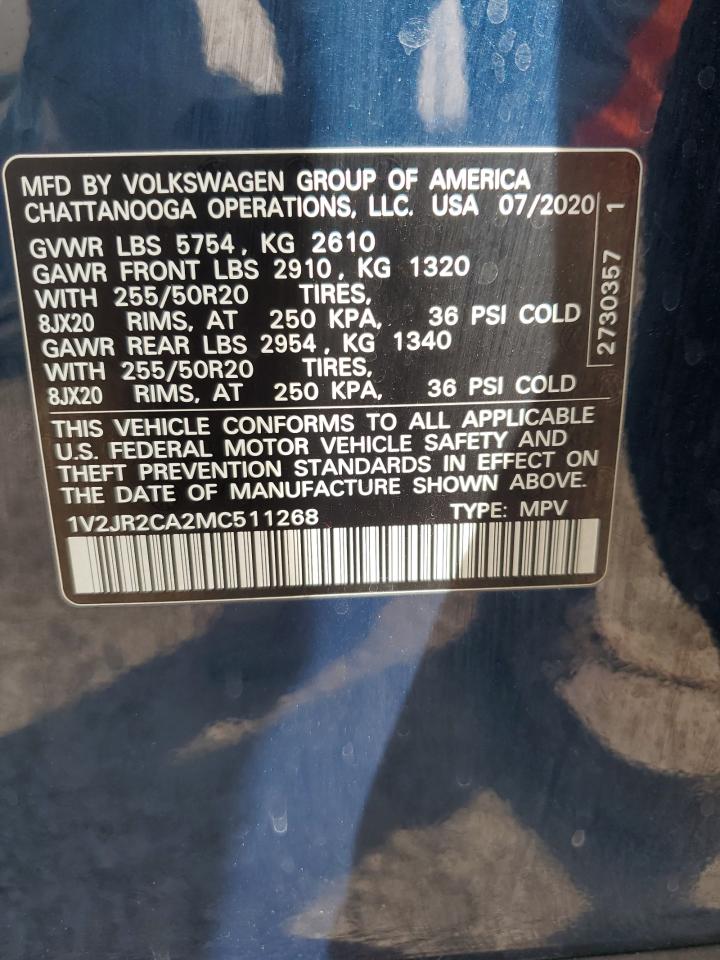 MFD BY VOLKSWAGEN GROUP OF AMERICA
CHATTANOOGA OPERATIONS, LLC. USA 07/2020
GVWR LBS 5754, KG 2610
GAWR FRONT LBS 2910, KG 1320
WITH 255/50R20 TIRES,
8JX20 RIMS, AT 250 KPA, 36 PSI COLD
GAWR REAR LBS 2954, KG 1340
WITH 255/50R20 TIRES,
8JX20 RIMS, AT 250 KPA, 36 PSI COLD
2730357 1
THIS VEHICLE CONFORMS TO ALL APPLICABLE
U.S. FEDERAL MOTOR VEHICLE SAFETY AND
THEFT PREVENTION STANDARDS IN EFFECT ON
THE DATE OF MANUFACTURE SHOWN ABOVE.
1V2JR2CA2MC511268 TYPE: MPV